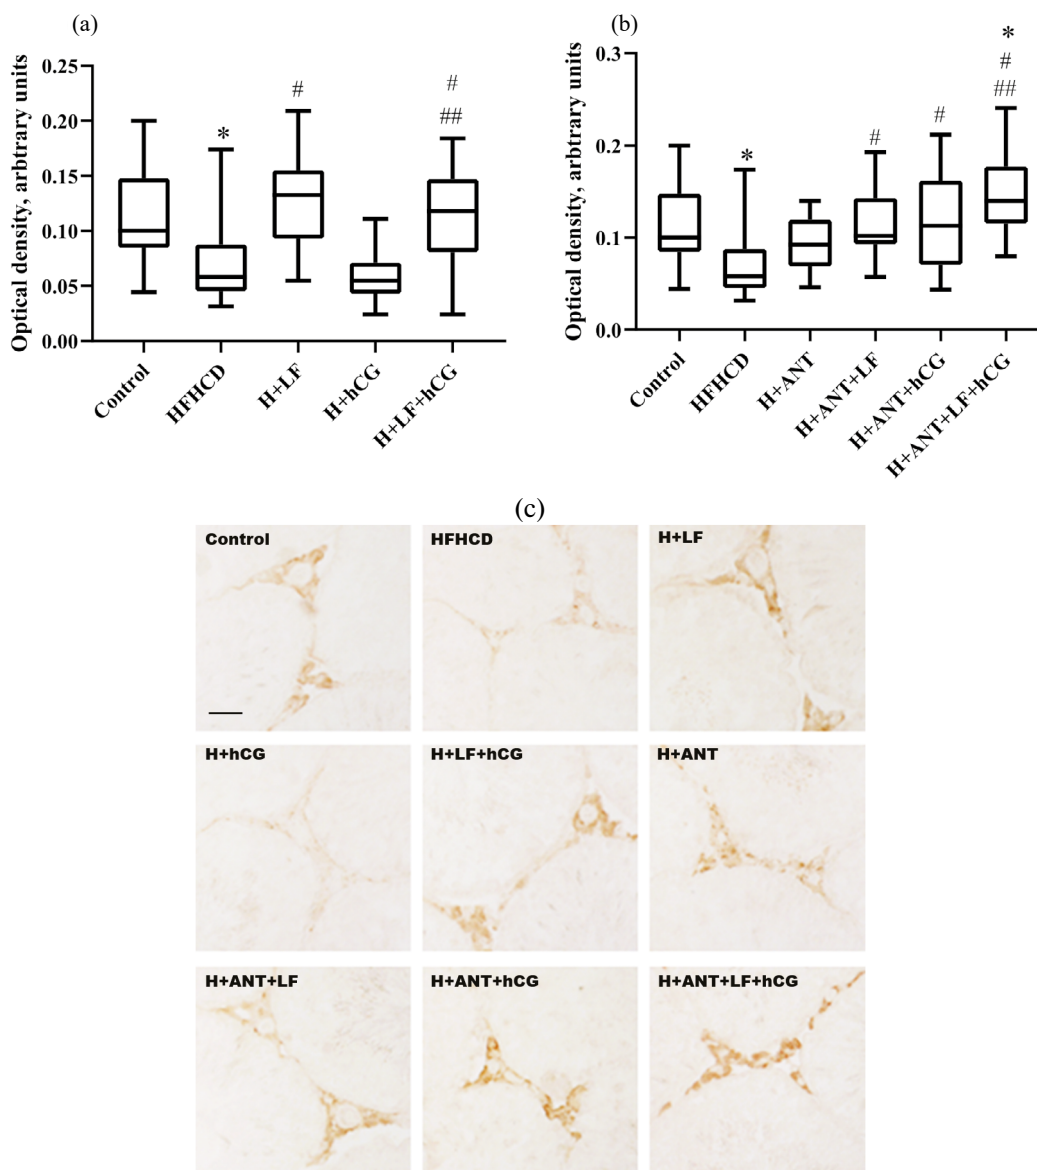 (a)
Optical density, arbtrary units
0.25
0.20
0.15
0.10
0.05
0.00
*
#
#
##
Control
HFHCD
H+LF
H+hCG
H+LF+hCG
(b)
Optical density, arbtrary units
0.3
0.2
0.1
0.0
*
#
#
*
#
##
Control
HFHCD
H+ANT
H+ANT+LF
H+ANT+hCG
H+ANT+LF+hCG
(c)
Control
HFHCD
H+LF
H+hCG
H+LF+hCG
H+ANT
H+ANT+LF
H+ANT+hCG
H+ANT+LF+hCG